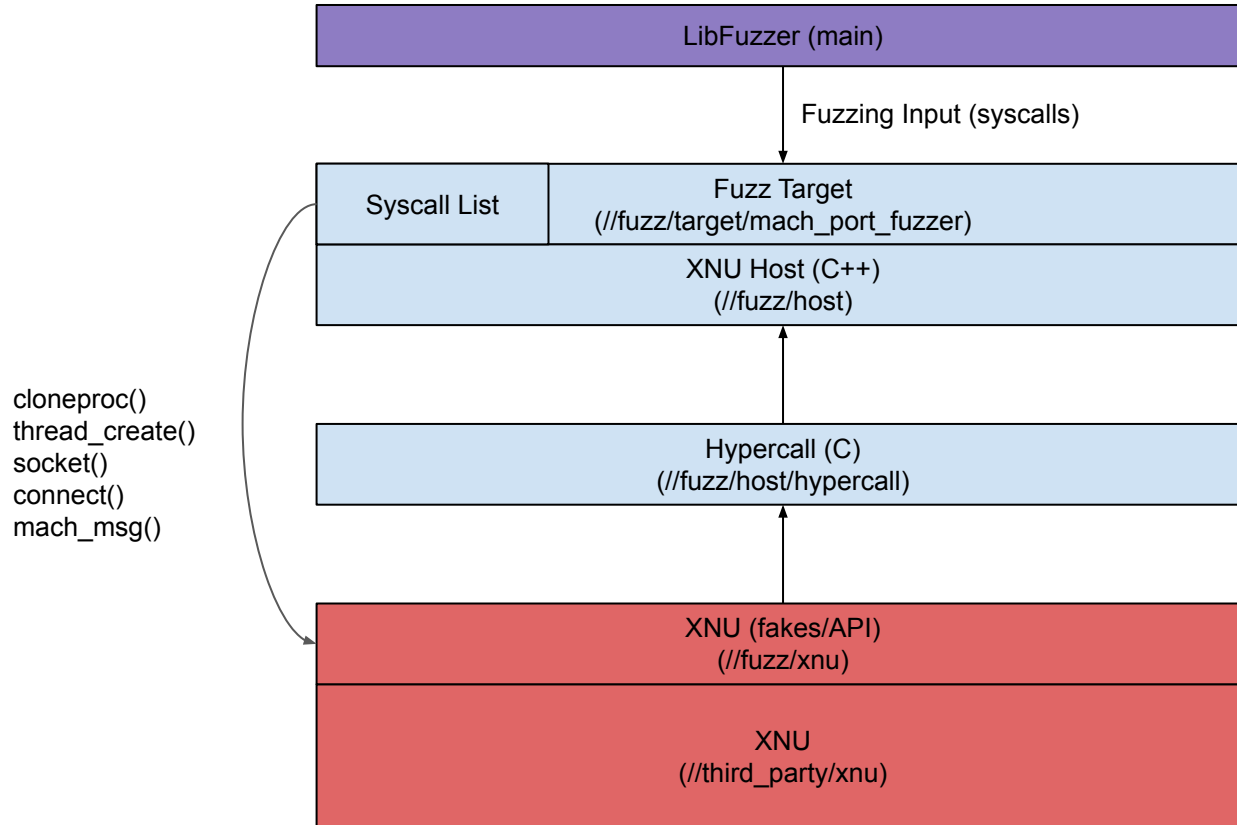 LibFuzzer (main)
Fuzzing Input (syscalls)
Syscall List
Fuzz Target
(//fuzz/target/mach_port_fuzzer)
XNU Host (C++)
(//fuzz/host)
cloneproc()
thread_create()
socket()
connect()
mach_msg()
Hypercall (C)
(//fuzz/host/hypercall)
XNU (fakes/API)
(//fuzz/xnu)
XNU
(//third_party/xnu)